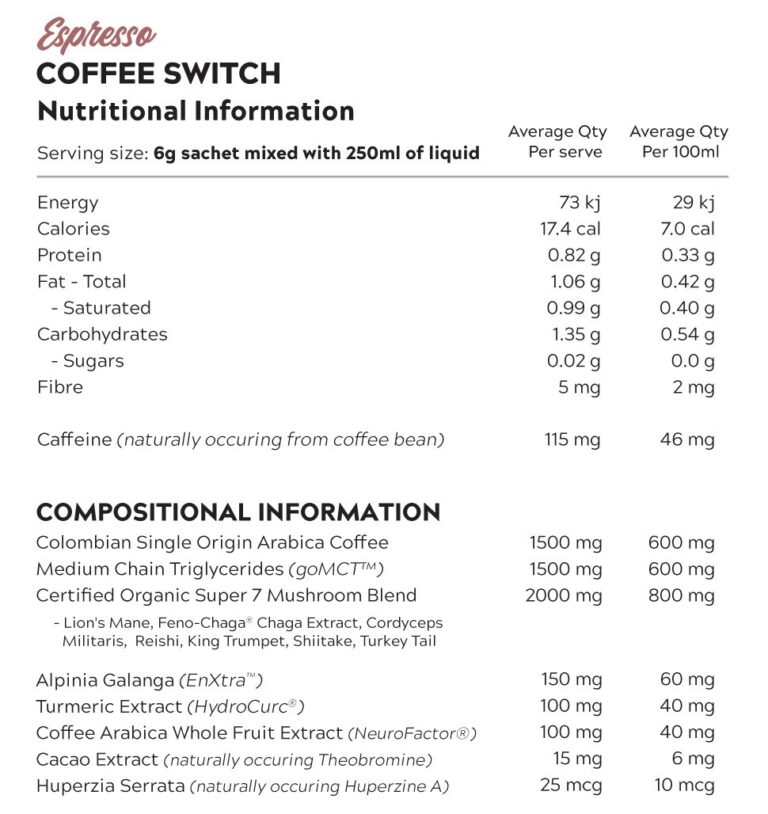 Espresso
COFFEE SWITCH
Nutritional Information
Serving size: 6g sachet mixed with 250ml of liquid Average Qty Per serve Average Qty Per 100ml
Energy 73 kj 29 kj
Calories 17.4 cal 7.0 cal
Protein 0.82 g 0.33 g
Fat - Total 1.06 g 0.42 g
- Saturated 0.99 g 0.40 g
Carbohydrates 1.35 g 0.54 g
- Sugars 0.02 g 0.0 g
Fibre 5 mg 2 mg
Caffeine (naturally occuring from coffee bean) 115 mg 46 mg
COMPOSITIONAL INFORMATION
Colombian Single Origin Arabica Coffee 1500 mg 600 mg
Medium Chain Triglycerides (goMCT™) 1500 mg 600 mg
Certified Organic Super 7 Mushroom Blend 2000 mg 800 mg
- Lion's Mane, Feno-Chaga® Chaga Extract, Cordyceps
Militaris, Reishi, King Trumpet, Shiitake, Turkey Tail
Alpinia Galanga (EnXtra™) 150 mg 60 mg
Turmeric Extract (HydroCurc®) 100 mg 40 mg
Coffee Arabica Whole Fruit Extract (NeuroFactor®) 100 mg 40 mg
Cacao Extract (naturally occuring Theobromine) 15 mg 6 mg
Huperzia Serrata (naturally occuring Huperzine A) 25 mcg 10 mcg